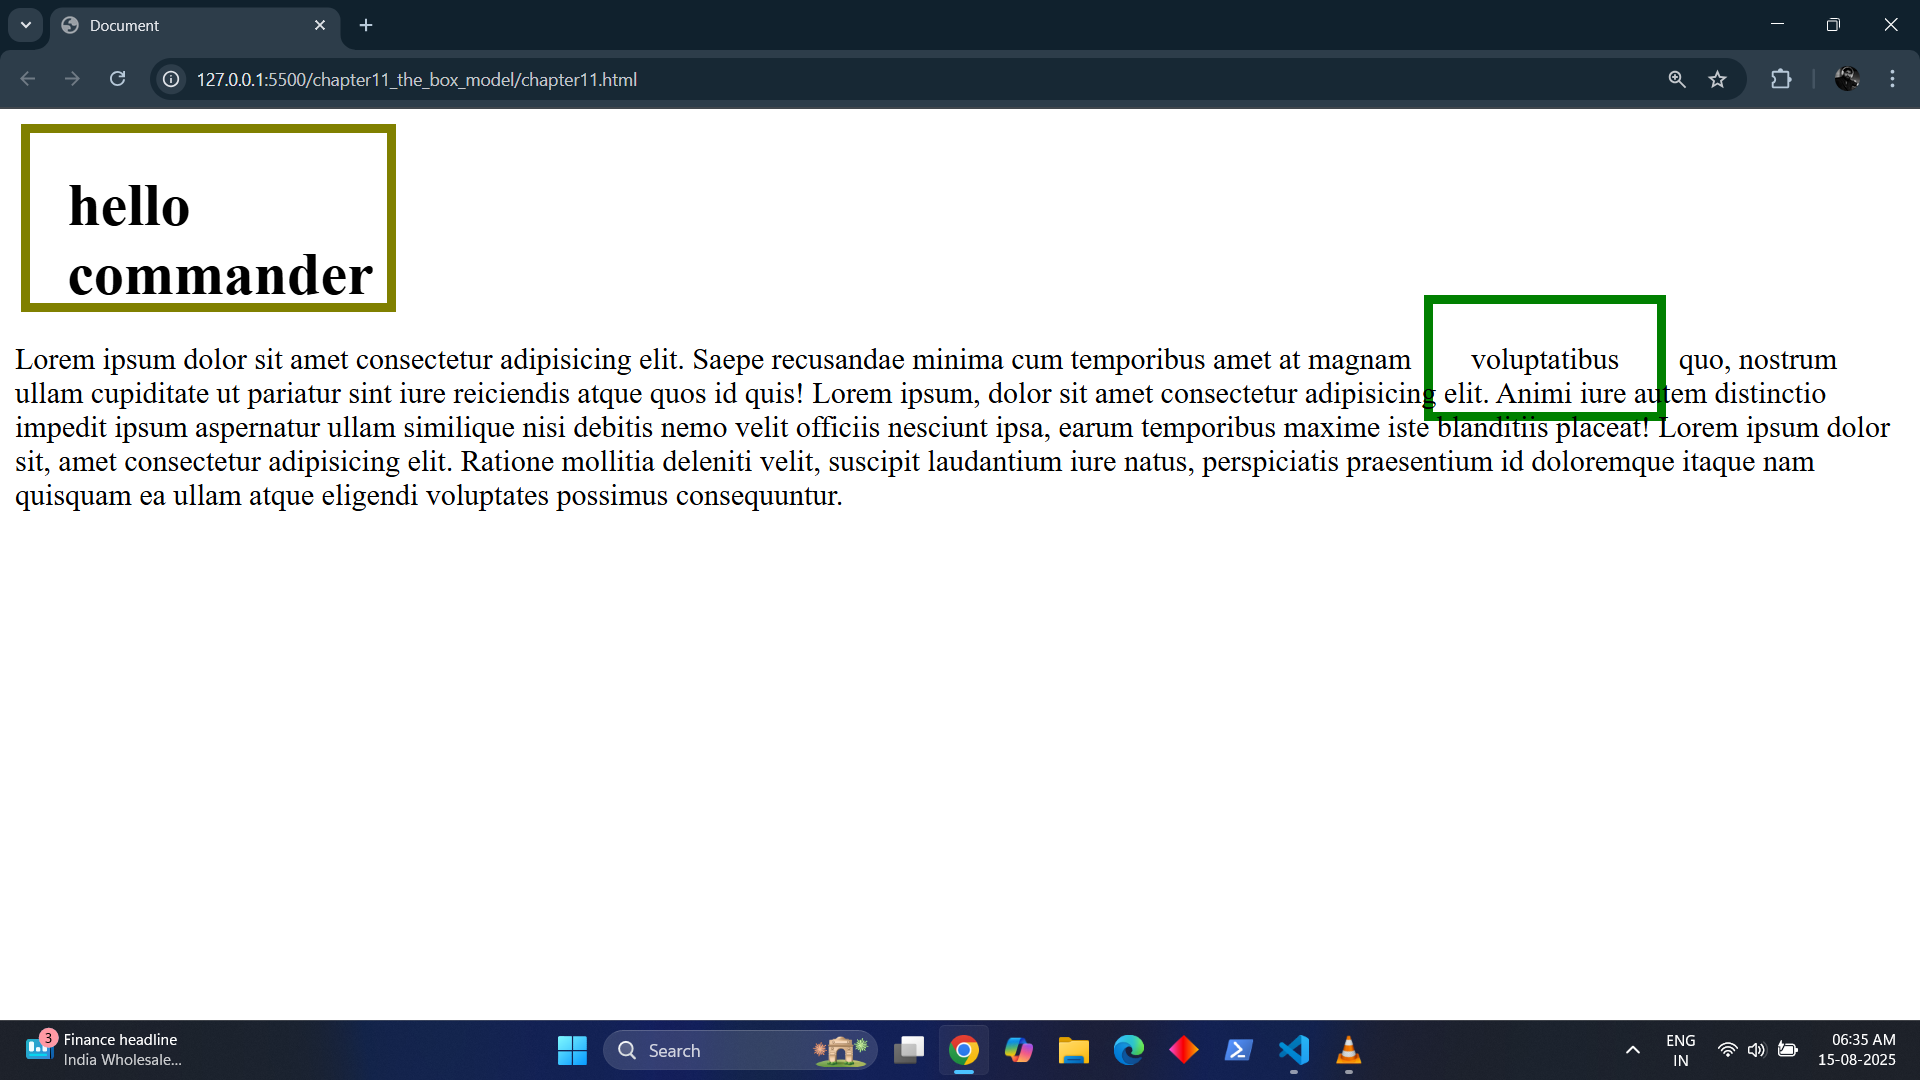 Document
127.0.0.1:5500/chapter11_the_box_model/chapter11.html
hello
commander
Lorem ipsum dolor sit amet consectetur adipisicing elit. Saepe recusandae minima cum temporibus amet at magnam voluptatibus quo, nostrum
ullam cupiditate ut pariatur sint iure reiciendis atque quos id quis! Lorem ipsum, dolor sit amet consectetur adipisicing elit. Animi iure autem distinctio
impedit ipsum aspernatur ullam similique nisi debitis nemo velit officiis nesciunt ipsa, earum temporibus maxime iste blanditiis placeat! Lorem ipsum dolor
sit, amet consectetur adipisicing elit. Ratione mollitia deleniti velit, suscipit laudantium iure natus, perspiciatis praesentium id doloremque itaque nam
quisquam ea ullam atque eligendi voluptates possimus consequuntur.
3
Finance headline
India Wholesale...
Search
ENG
IN
06:35 AM
15-08-2025